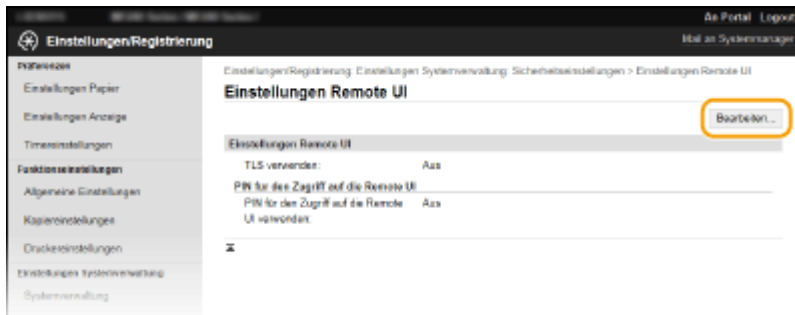 An Portal Logout
Einstellungen/Registrierung
Mail an Systemmanager
Präferenzen
Einstellungen Papier
Einstellungen Anzeige
Timereinstellungen
Funktionseinstellungen
Allgemeine Einstellungen
Kopiereinstellungen
Druckereinstellungen
Einstellungen Systemverwaltung
Systemverwaltung
Einstellungen/Registrierung: Einstellungen Systemverwaltung: Sicherheitseinstellungen > Einstellungen Remote UI
Einstellungen Remote UI
Bearbeiten...
Einstellungen Remote UI
TLS verwenden: Aus
PIN für den Zugriff auf die Remote UI
PIN für den Zugriff auf die Remote Aus
UI verwenden: